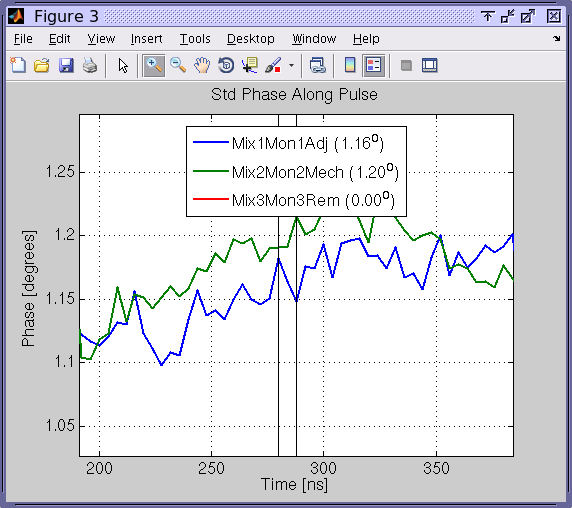 Figure 3
File Edit View Insert Tools Desktop Window Help
Std Phase Along Pulse
Mix1Mon1Adj (1.16°)
Mix2Mon2Mech (1.20°)
Mix3Mon3Rem (0.00°)
1.25
1.2
1.15
1.1
1.05
Phase [degrees]
200 250 300 350
Time [ns]